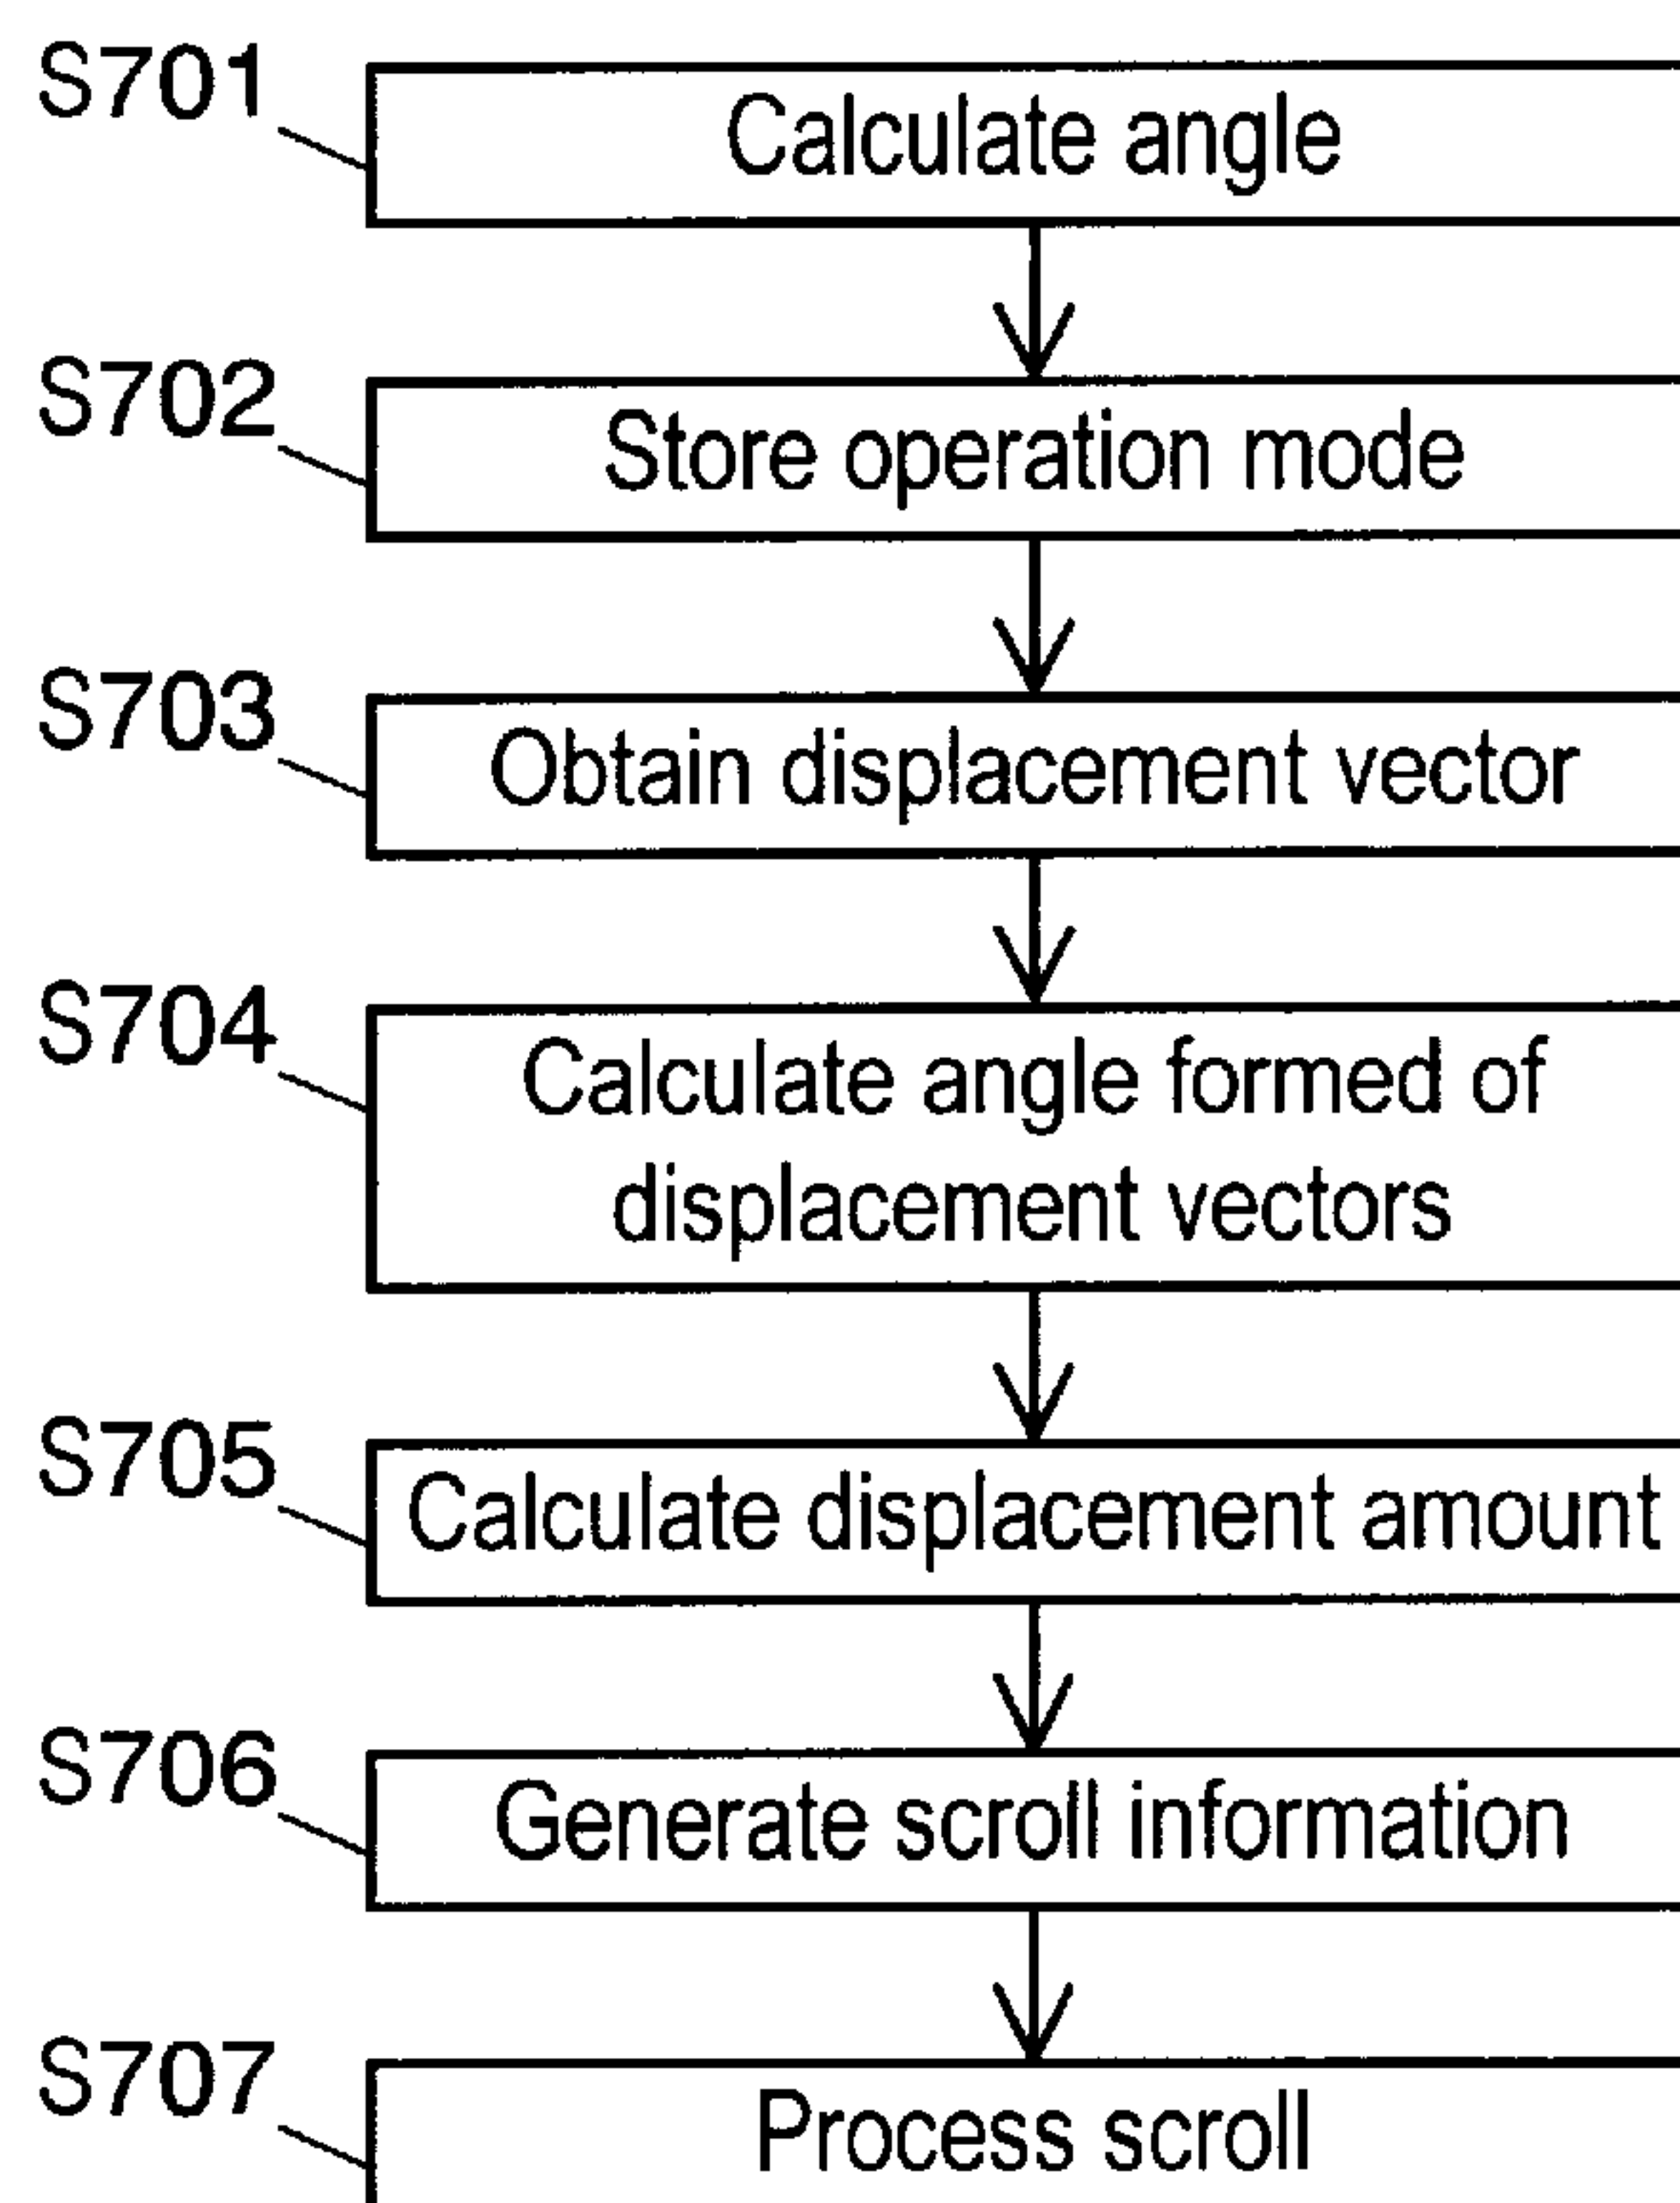 S701
Calculate angle
S702
Store operation mode
S703
Obtain displacement vector
S704
Calculate angle formed of
displacement vectors
S705
Calculate displacement amount
S706
Generate scroll information
S707
Process scroll